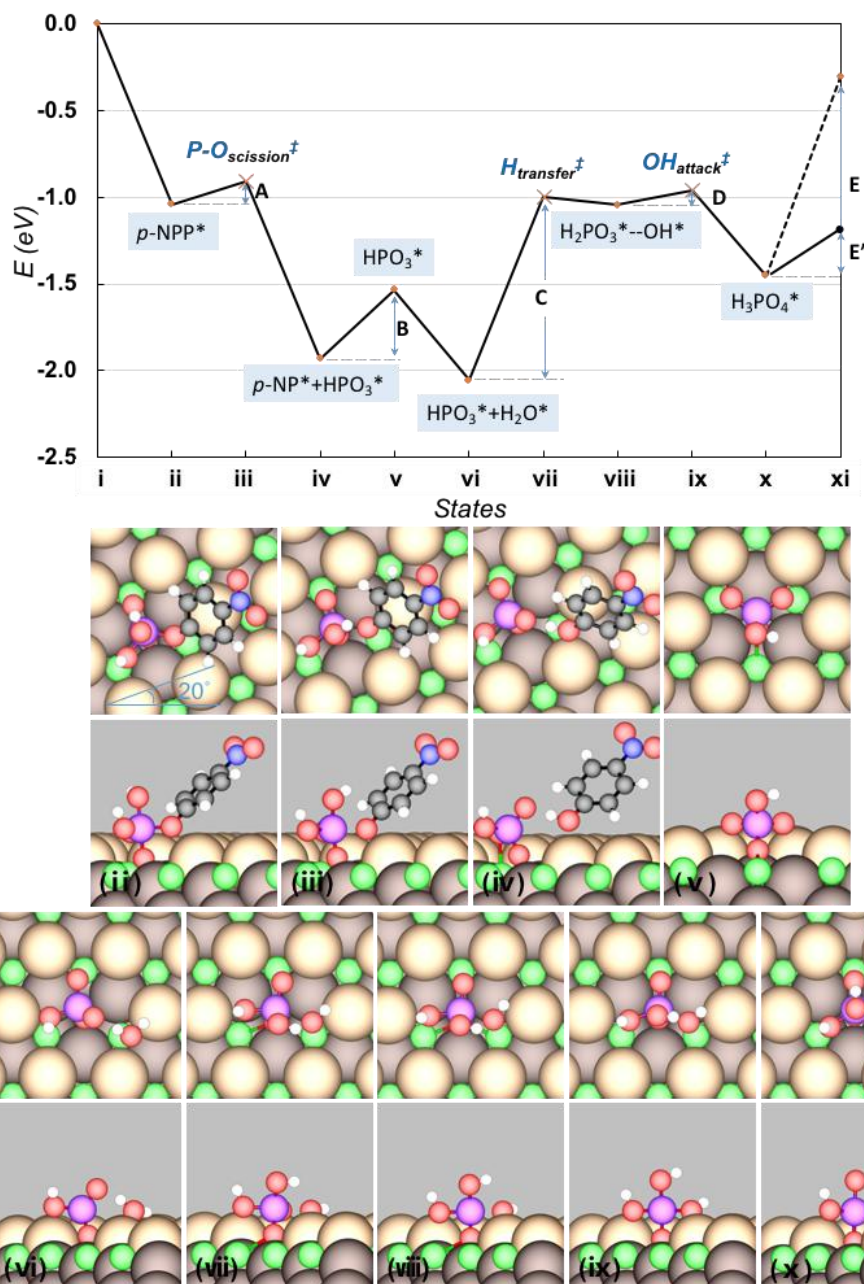 0.0
-0.5
-1.0
-1.5
-2.0
-2.5
E (eV)
P-Oscission‡
A
p-NPP*
HPO₃*
B
p-NP*+HPO₃*
HPO₃*+H₂O*
Htransfer‡
C
H₂PO₃*--OH*
OHattack‡
D
H₃PO₄*
E
E'
i ii iii iv v vi vii viii ix x xi
States
20°
(ii) (iii) (iv) (v)
(vi) (vii) (viii) (ix) (x)